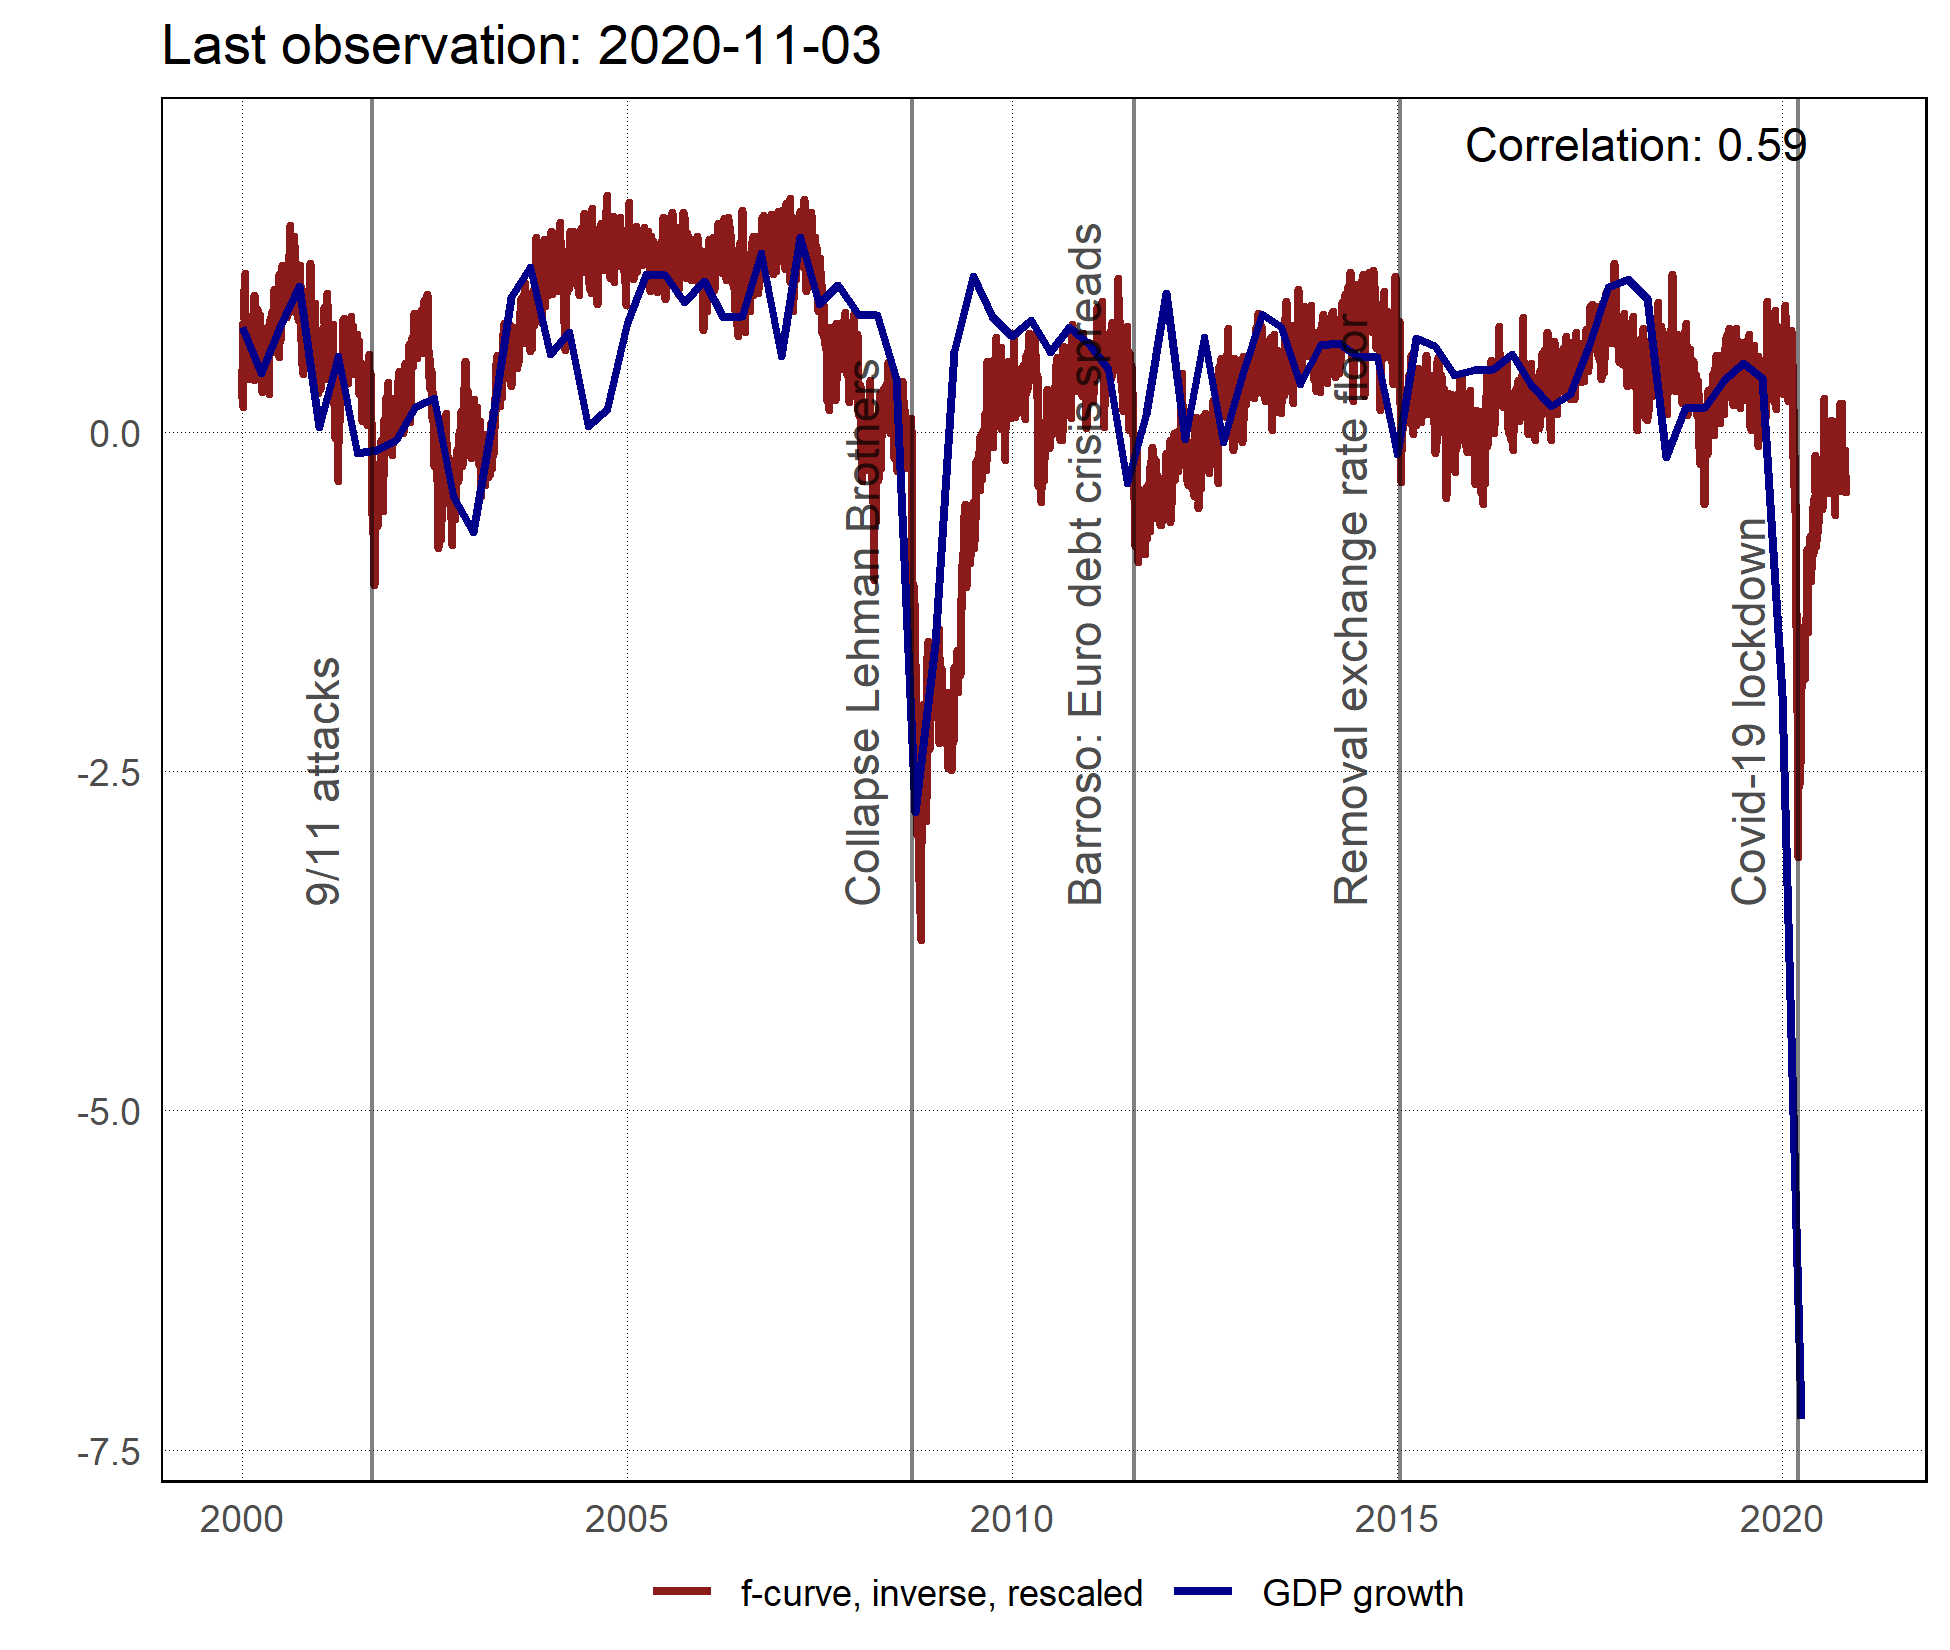 Last observation: 2020-11-03
Correlation: 0.59
0.0
-2.5
-5.0
-7.5
9/11 attacks
Collapse Lehman Brothers
Barroso: Euro debt crisis spreads
Removal exchange rate floor
Covid-19 lockdown
2000 2005 2010 2015 2020
f-curve, inverse, rescaled GDP growth